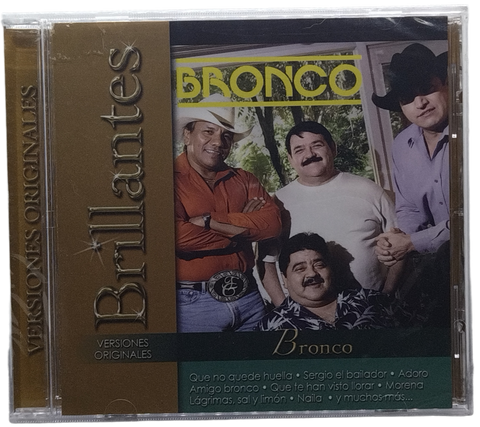 VERSIONES ORIGINALES
Brillantes
VERSIONES
ORIGINALES
BRONCO
Bronco
Que no quede huella • Sergio el bailador • Adoro
Amigo bronco • Que te han visto llorar • Morena
Lágrimas, sal y limón • Naila • y muchas más...